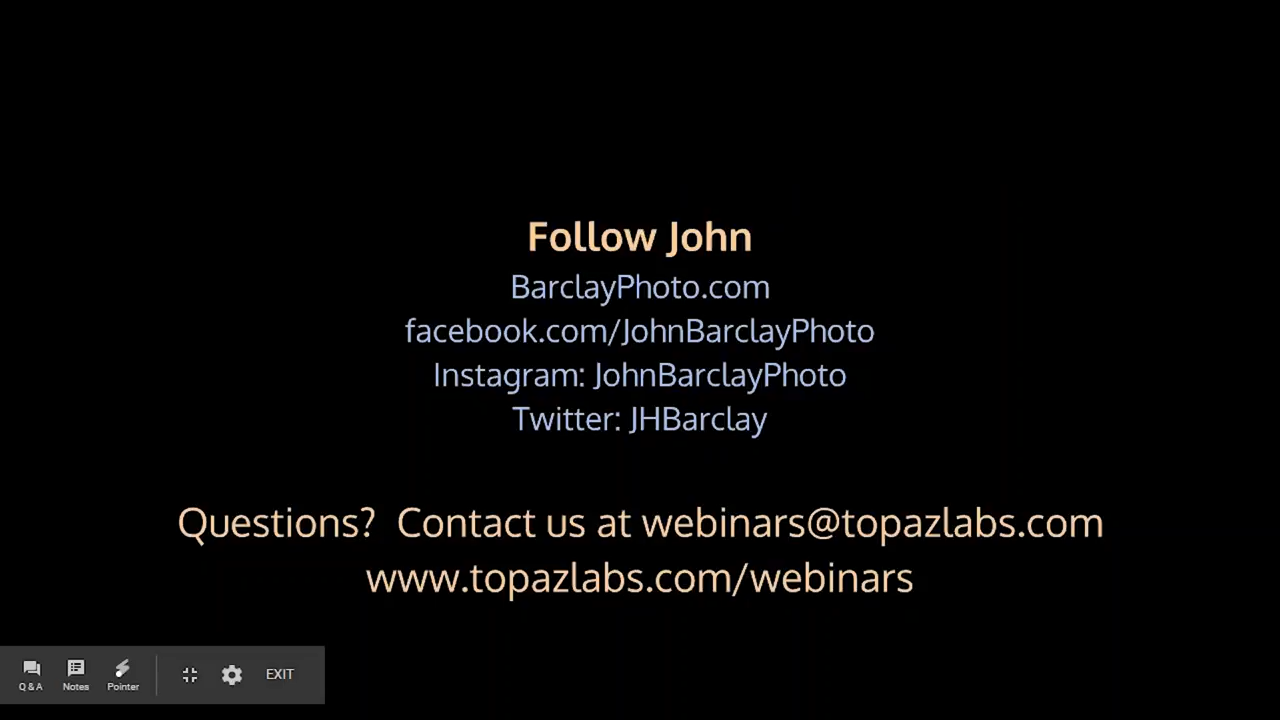 Follow John
BarclayPhoto.com
facebook.com/JohnBarclayPhoto
Instagram: JohnBarclayPhoto
Twitter: JHBarclay
Questions?  Contact us at webinars@topazlabs.com
www.topazlabs.com/webinars
Q & A Notes Pointer EXIT